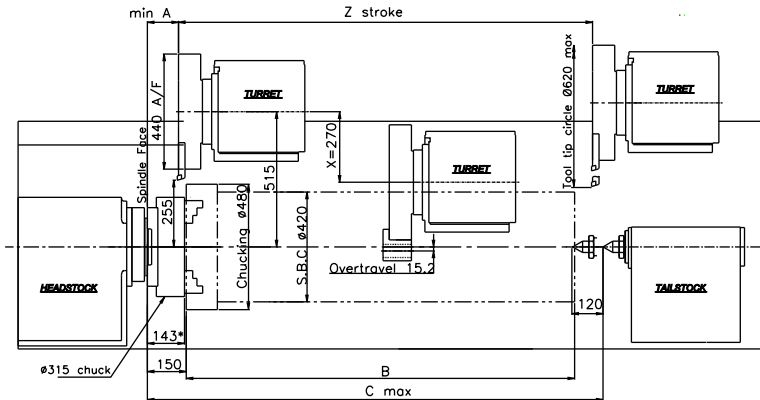 min A
Z stroke
440 A/F
TURRET
TURRET
Tool tip circle Ø620 max
Spindle Face
X=270
515
TURRET
255
Chucking Ø480
S.B.C Ø420
Overtravel 15.2
HEADSTOCK
TAILSTOCK
120
143*
Ø315 chuck
150
B
C max